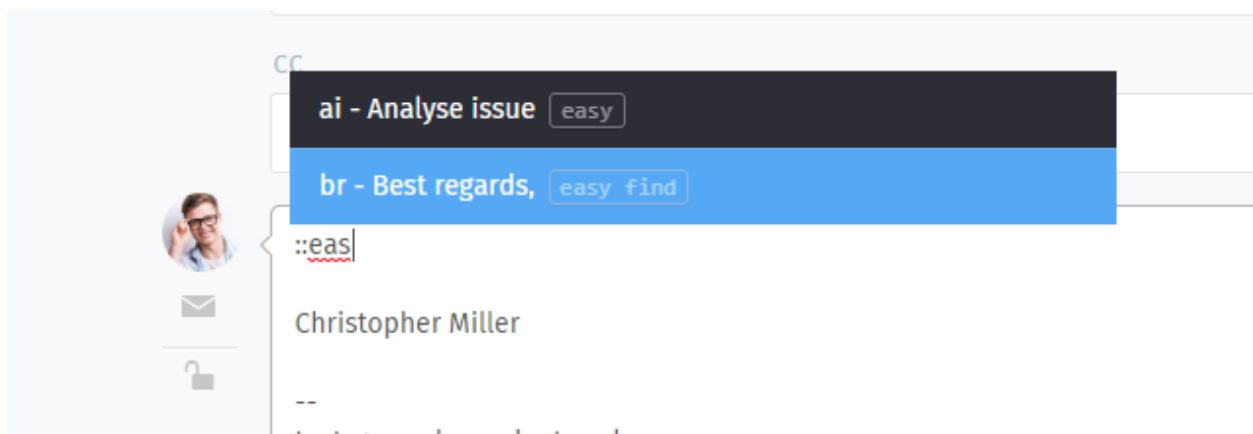 CC
ai - Analyse issue easy
br - Best regards, easy find
::eas
Christopher Miller
--